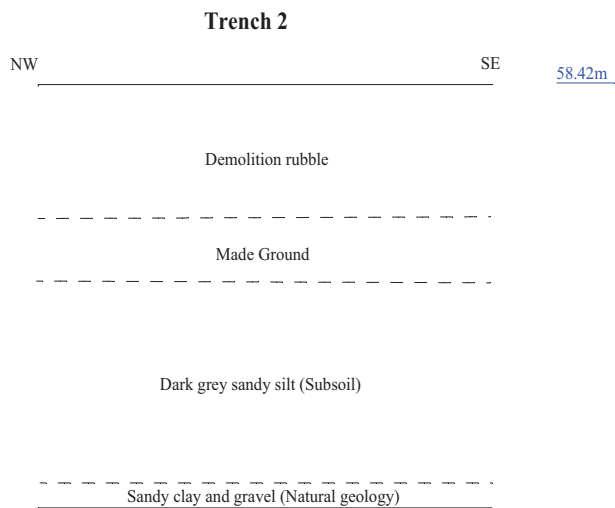 Trench 2
NW
SE
58.42m
Demolition rubble
Made Ground
Dark grey sandy silt (Subsoil)
Sandy clay and gravel (Natural geology)